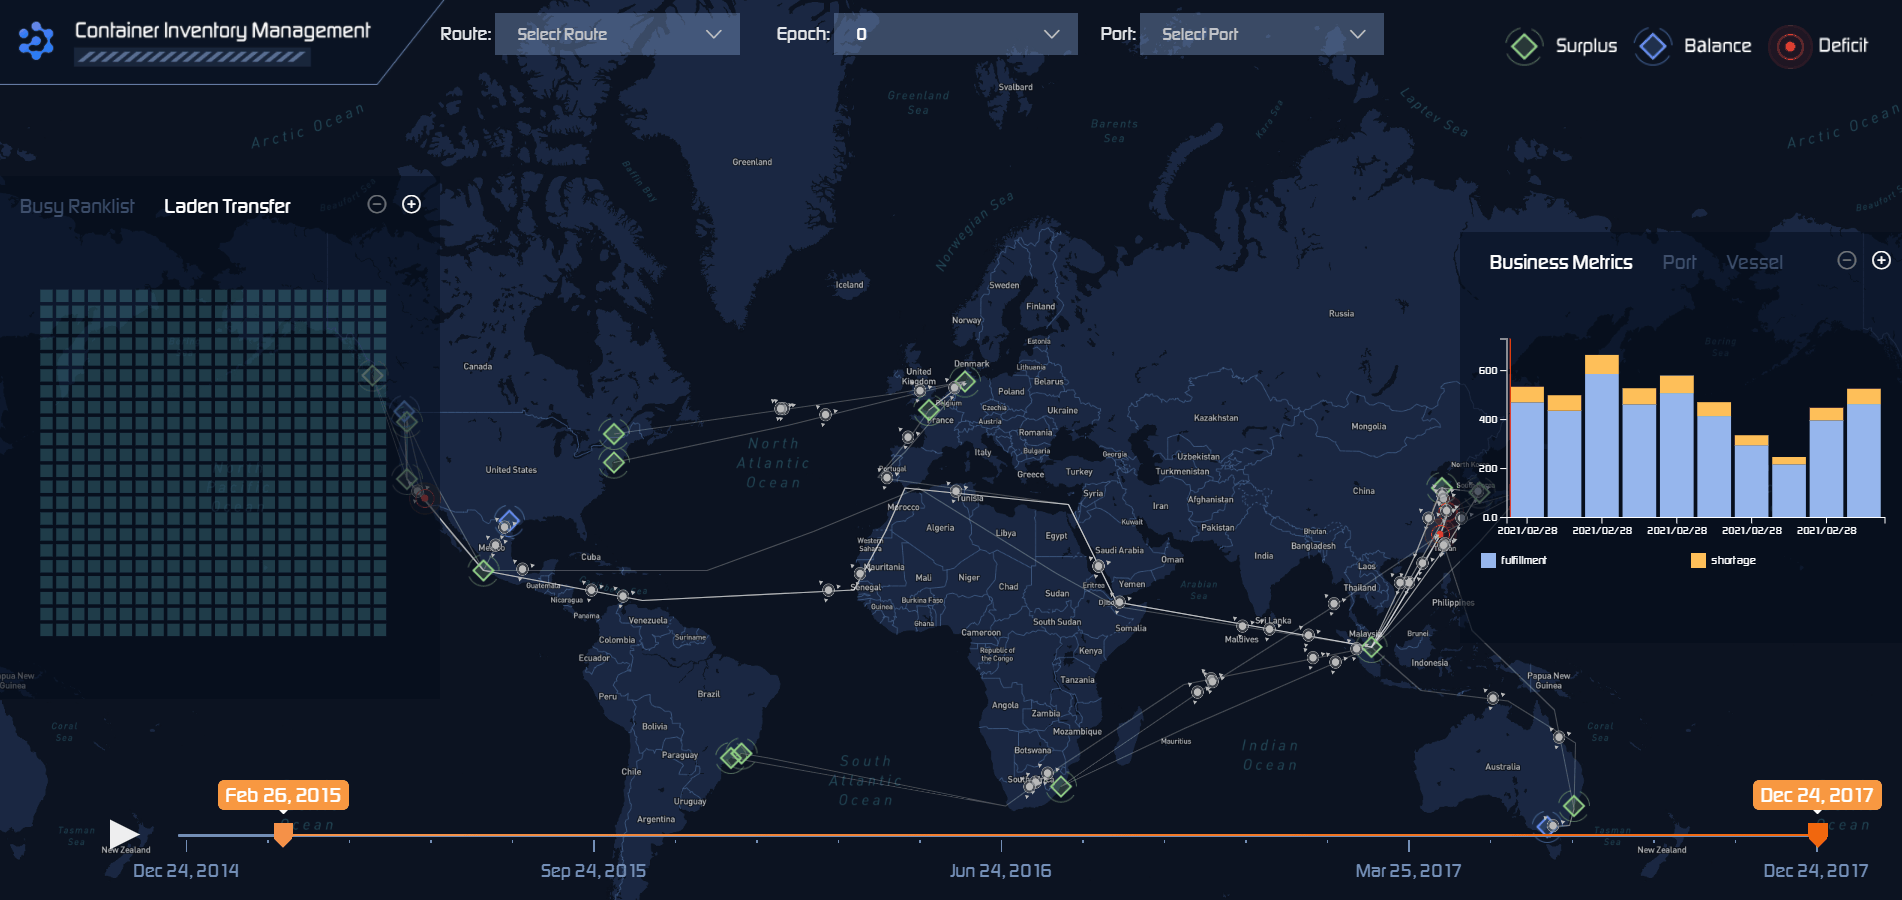 Container Inventory Management
Route: Select Route
Epoch: 0
Port: Select Port
Surplus
Balance
Deficit
Busy Ranklist
Laden Transfer
Business Metrics
Port
Vessel
600
400
200
0.0
2021/02/28 2021/02/28 2021/02/28 2021/02/28 2021/02/28
fulfillment
shortage
Arctic Ocean
Greenland
Sea
Svalbard
Barents
Sea
Kara Sea
Laptev Sea
Arctic Ocean
Greenland
Baffin Bay
Norwegian Sea
Iceland
Sweden
Finland
Norway
Russia
Estonia
Denmark
Lithuania
United
Kingdom
Poland
Belarus
Belgium
Czechia
Ukraine
France
Austria
Romania
Bulgaria
Italy
Georgia
Kazakhstan
Mongolia
Uzbekistan
Turkmenistan
Portugal
Greece
Turkey
Canada
United States
North
Atlantic
Ocean
Tunisia
Syria
Morocco
Iran
Afghanistan
China
Algeria
Libya
Egypt
Kuwait
Pakistan
Bhutan
Bangladesh
Western
Sahara
Saudi Arabia
Oman
India
Laos
Mexico
Cuba
Mauritania
Mali
Niger
Chad
Sudan
Eritrea
Yemen
Arabian
Sea
Thailand
Guatemala
Nicaragua
Senegal
Burkina Faso
Guinea
Djibouti
Philippines
Panama
Venezuela
Ghana
South Sudan
Somalia
Sri Lanka
Maldives
Malaysia
Brunei
Colombia
Suriname
Cameroon
Ecuador
Republic of
the Congo
Kenya
Indonesia
Papua New
Guinea
Peru
Brazil
Tanzania
Angola
Zambia
Bolivia
Mozambique
Mauritius
Indian
Ocean
Coral
Sea
Coral
Sea
Paraguay
Botswana
South
Atlantic
Ocean
Chile
Australia
Uruguay
Argentina
Feb 26, 2015
Dec 24, 2017
Tasman
Sea
New Zealand
Tasman
Sea
New Zealand
Dec 24, 2014
Sep 24, 2015
Jun 24, 2016
Mar 25, 2017
Dec 24, 2017